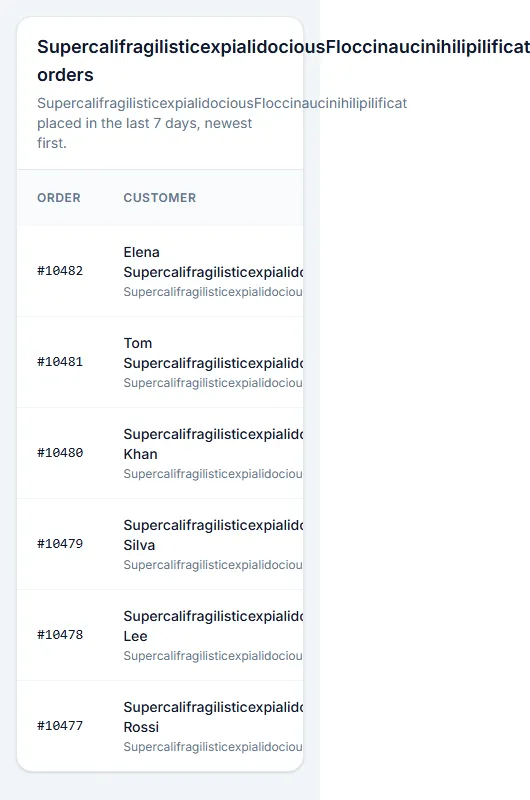 SupercalifragilisticexpialidociousFloccinaucinihilipilificat
orders
SupercalifragilisticexpialidociousFloccinaucinihilipilificat
placed in the last 7 days, newest
first.
ORDER CUSTOMER
Elena
#10482
Supercalifragilisticexpialido
Supercalifragilisticexpialidociou
Tom
#10481
Supercalifragilisticexpialido
Supercalifragilisticexpialidociou
Supercalifragilisticexpialido
#10480
Khan
Supercalifragilisticexpialidociou
Supercalifragilisticexpialido
#10479
Silva
Supercalifragilisticexpialidociou
Supercalifragilisticexpialido
#10478
Lee
Supercalifragilisticexpialidociou
Supercalifragilisticexpialido
#10477
Rossi
Supercalifragilisticexpialidociou